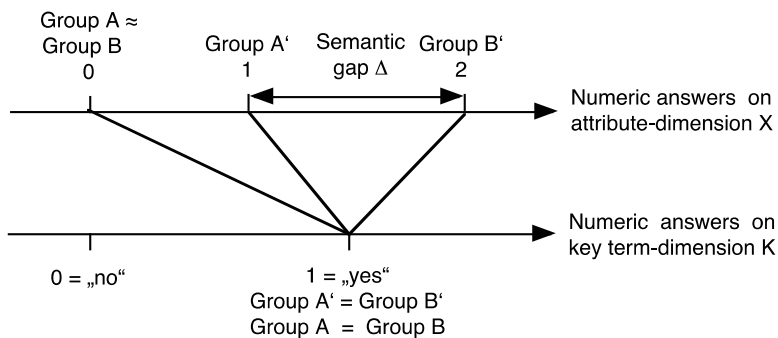 Group A ≈
Group B
0
Group A‘
1
Semantic
gap Δ
Group B‘
2
Numeric answers on
attribute-dimension X
Numeric answers on
key term-dimension K
0 = „no“
1 = „yes“
Group A‘ = Group B‘
Group A = Group B